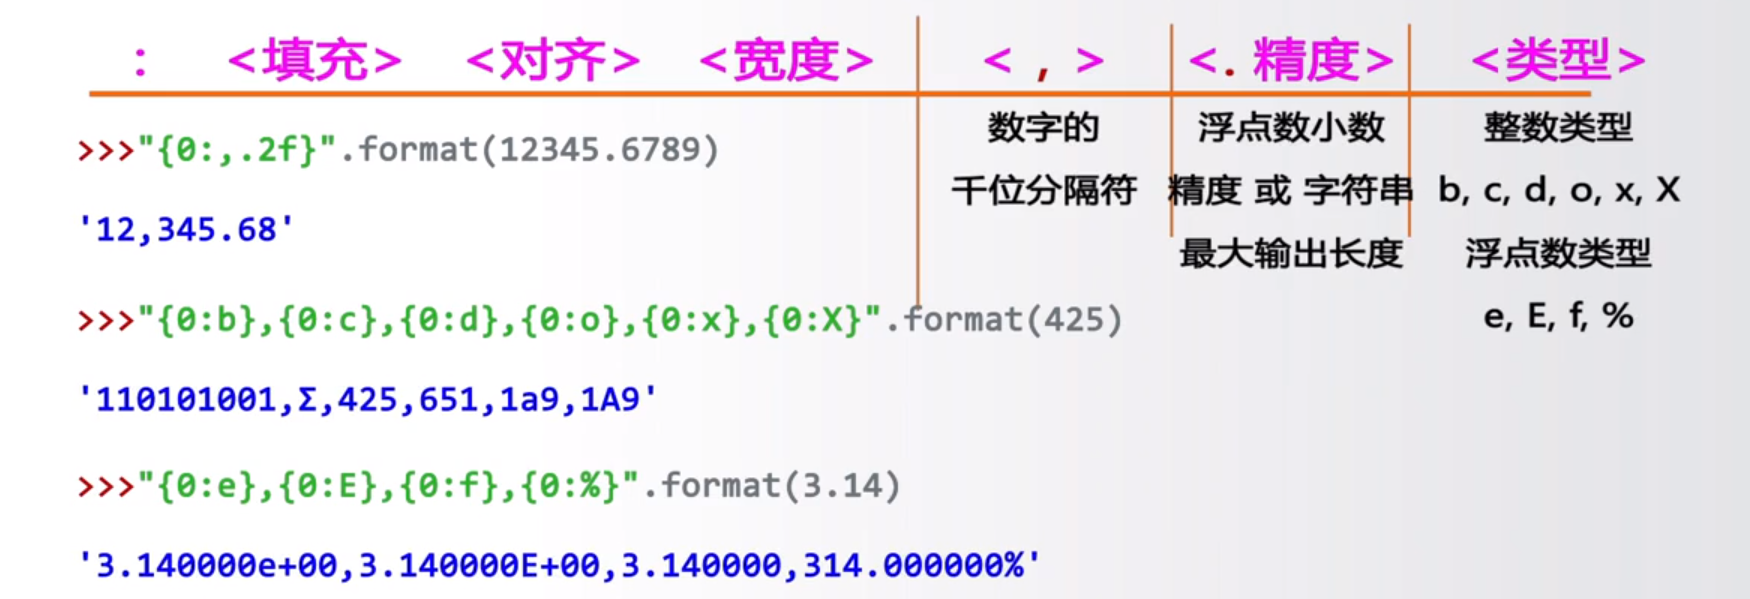 : <填充> <对齐> <宽度> < , > <.精度> <类型>
数字的
千位分隔符
浮点数小数
精度 或 字符串
最大输出长度
整数类型
b, c, d, o, x, X
浮点数类型
e, E, f, %
>>>"{0:,.2f}".format(12345.6789)
'12,345.68'
>>>"{0:b},{0:c},{0:d},{0:o},{0:x},{0:X}".format(425)
'110101001,Σ,425,651,1a9,1A9'
>>>"{0:e},{0:E},{0:f},{0:%}".format(3.14)
'3.140000e+00,3.140000E+00,3.140000,314.000000%'